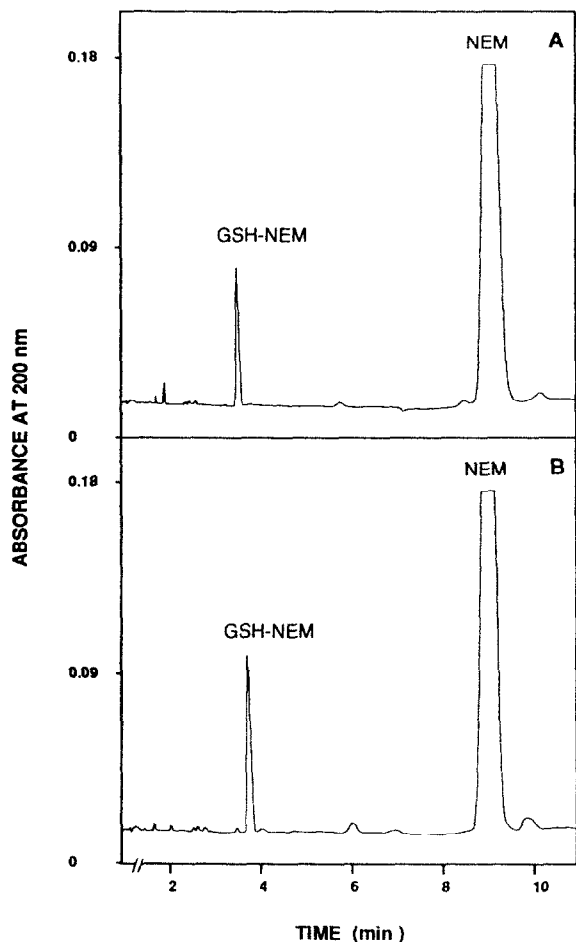 NEM A
0.18
GSH-NEM
0.09
0
ABSORBANCE AT 200 nm
NEM B
0.18
GSH-NEM
0.09
0
2 4 6 8 10
TIME (min )